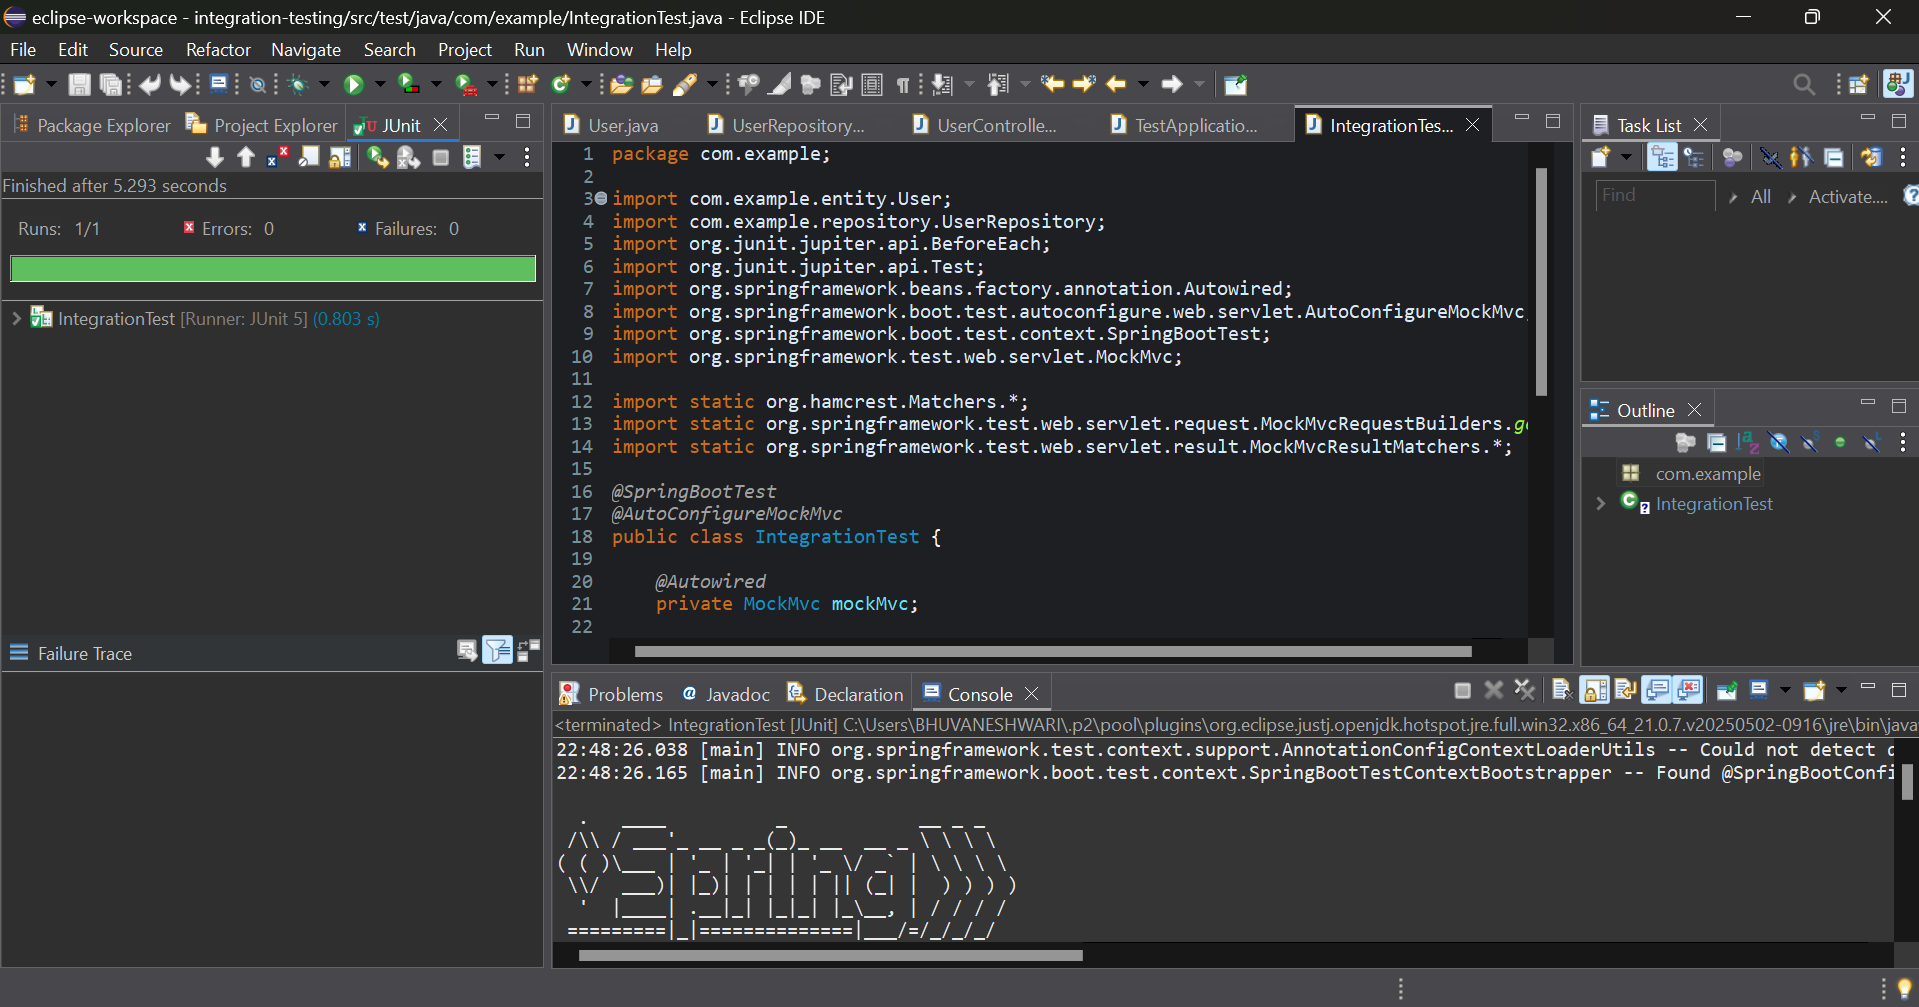 eclipse-workspace - integration-testing/src/test/java/com/example/IntegrationTest.java - Eclipse IDE
File Edit Source Refactor Navigate Search Project Run Window Help
Package Explorer Project Explorer JUnit
Finished after 5.293 seconds
Runs: 1/1 Errors: 0 Failures: 0
IntegrationTest [Runner: JUnit 5] (0.803 s)
Failure Trace
User.java UserRepository... UserControlle... TestApplicatio... IntegrationTes...
1 package com.example;
2
3 import com.example.entity.User;
4 import com.example.repository.UserRepository;
5 import org.junit.jupiter.api.BeforeEach;
6 import org.junit.jupiter.api.Test;
7 import org.springframework.beans.factory.annotation.Autowired;
8 import org.springframework.boot.test.autoconfigure.web.servlet.AutoConfigureMockMvc
9 import org.springframework.boot.test.context.SpringBootTest;
10 import org.springframework.test.web.servlet.MockMvc;
11
12 import static org.hamcrest.Matchers.*;
13 import static org.springframework.test.web.servlet.request.MockMvcRequestBuilders.g
14 import static org.springframework.test.web.servlet.result.MockMvcResultMatchers.*;
15
16 @SpringBootTest
17 @AutoConfigureMockMvc
18 public class IntegrationTest {
19
20 @Autowired
21 private MockMvc mockMvc;
22
Task List
Find All Activate....
Outline
com.example
IntegrationTest
Problems Javadoc Declaration Console
<terminated> IntegrationTest [JUnit] C:\Users\BHUVANESHWARI\.p2\pool\plugins\org.eclipse.justj.openjdk.hotspot.jre.full.win32.x86_64_21.0.7.v20250502-0916\jre\bin\java
22:48:26.038 [main] INFO org.springframework.test.context.support.AnnotationConfigContextLoaderUtils -- Could not detect
22:48:26.165 [main] INFO org.springframework.boot.test.context.SpringBootTestContextBootstrapper -- Found @SpringBootConfi
Spring